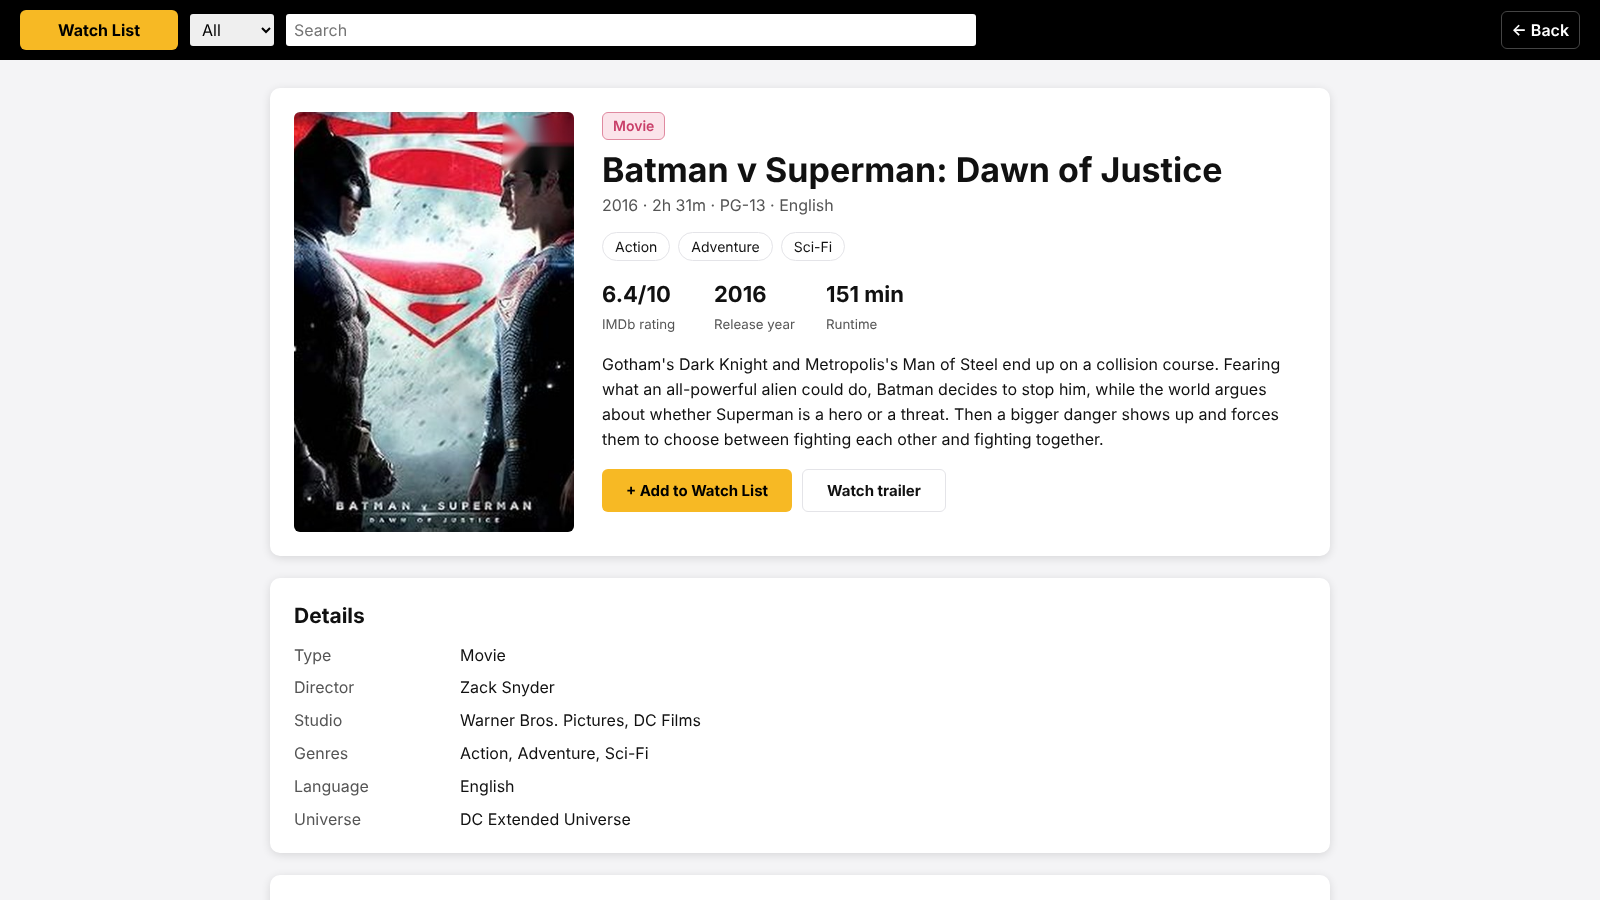 Watch List
All
Search
← Back
Movie
Batman v Superman: Dawn of Justice
2016 · 2h 31m · PG-13 · English
Action
Adventure
Sci-Fi
6.4/10
2016
151 min
IMDb rating
Release year
Runtime
Gotham's Dark Knight and Metropolis's Man of Steel end up on a collision course. Fearing
what an all-powerful alien could do, Batman decides to stop him, while the world argues
about whether Superman is a hero or a threat. Then a bigger danger shows up and forces
them to choose between fighting each other and fighting together.
+ Add to Watch List
Watch trailer
BATMAN v SUPERMAN
DAWN OF JUSTICE
Details
Type
Movie
Director
Zack Snyder
Studio
Warner Bros. Pictures, DC Films
Genres
Action, Adventure, Sci-Fi
Language
English
Universe
DC Extended Universe